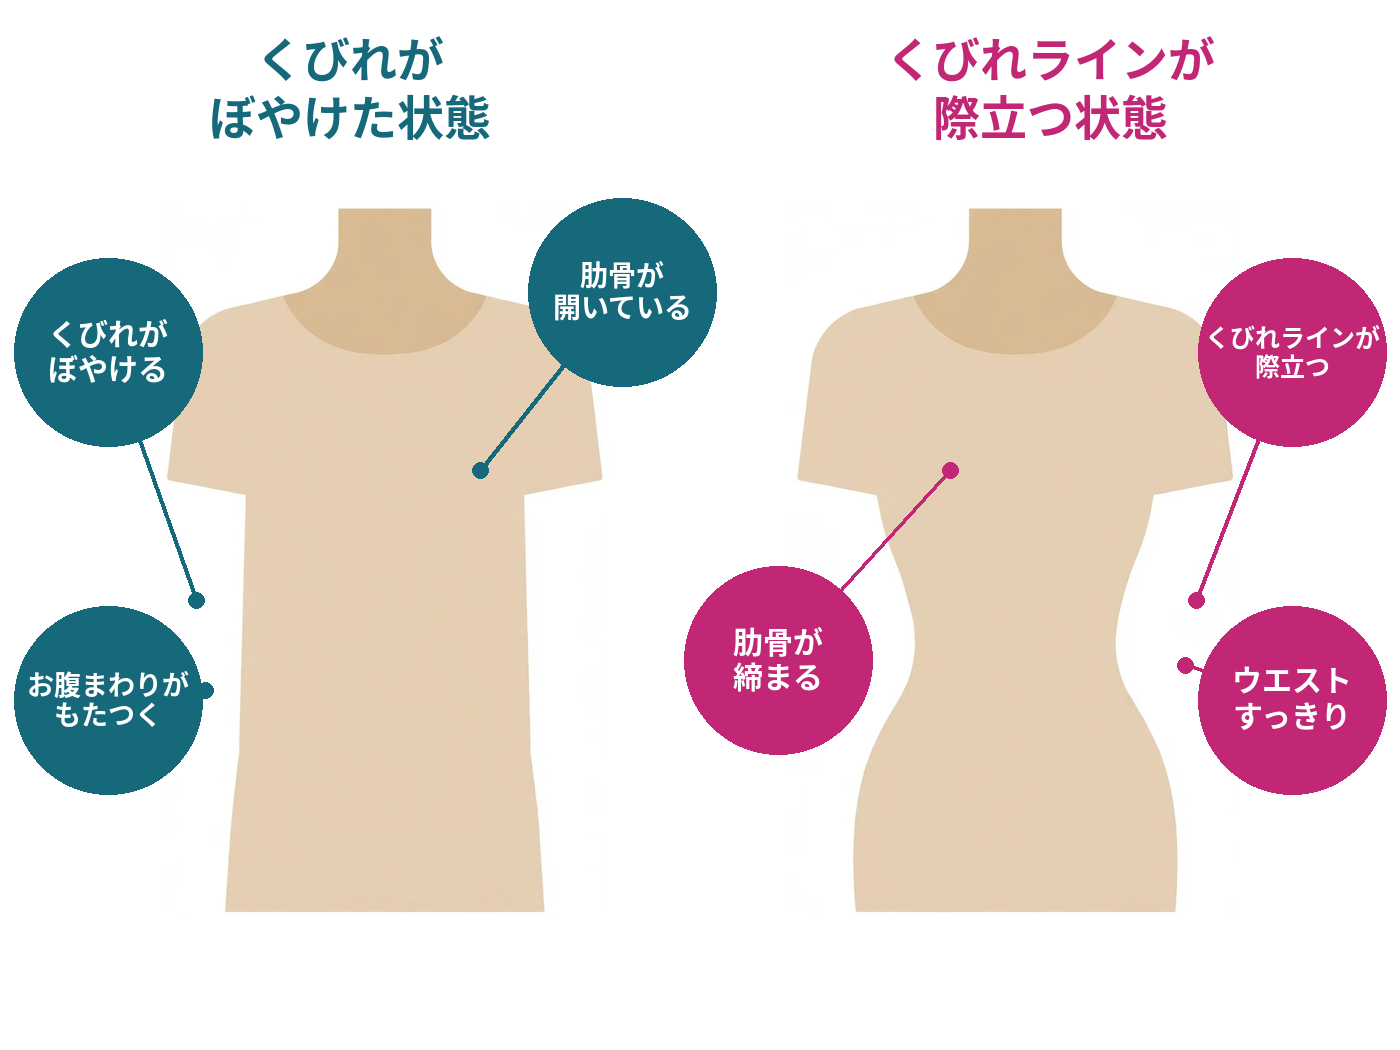 くびれが
ぼやけた状態
くびれラインが
際立つ状態
肋骨が
開いている
くびれが
ぼやける
お腹まわりが
もたつく
くびれラインが
際立つ
肋骨が
締まる
ウエスト
すっきり